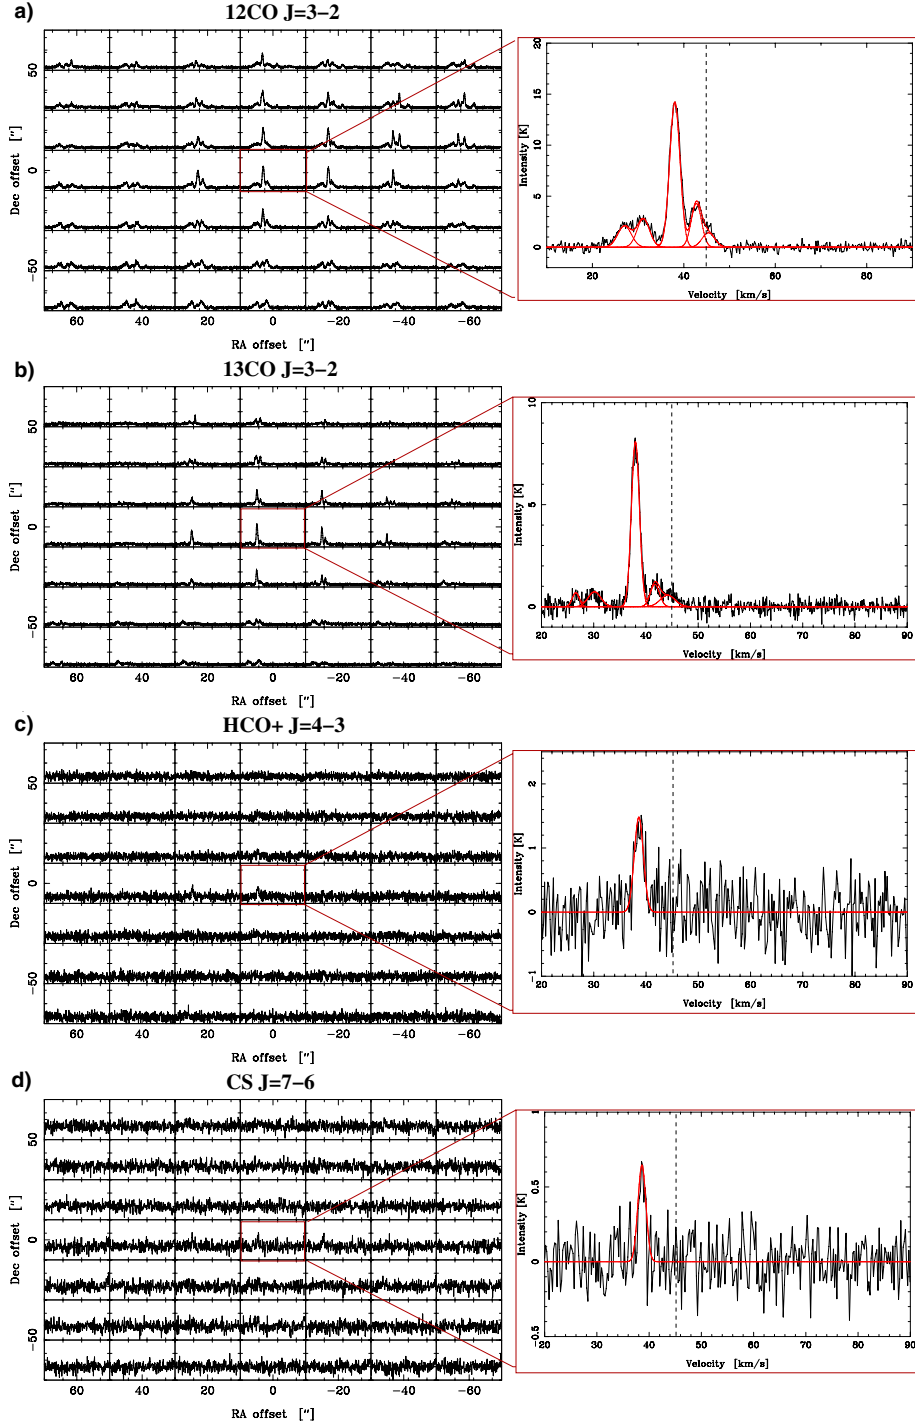 a) 12CO J=3−2
50
0
−50
Dec offset ["]
60 40 20 0 −20 −40 −60
RA offset ["]
20
15
10
5
0
Intensity [K]
20 40 60 80
Velocity [km/s]
b) 13CO J=3−2
50
0
−50
Dec offset ["]
60 40 20 0 −20 −40 −60
RA offset ["]
10
5
0
Intensity [K]
20 30 40 50 60 70 80 90
Velocity [km/s]
c) HCO+ J=4−3
50
0
−50
Dec offset ["]
60 40 20 0 −20 −40 −60
RA offset ["]
2
1
0
−1
Intensity [K]
20 30 40 50 60 70 80 90
Velocity [km/s]
d) CS J=7−6
50
0
−50
Dec offset ["]
60 40 20 0 −20 −40 −60
RA offset ["]
1
0.5
0
−0.5
Intensity [K]
20 30 40 50 60 70 80 90
Velocity [km/s]